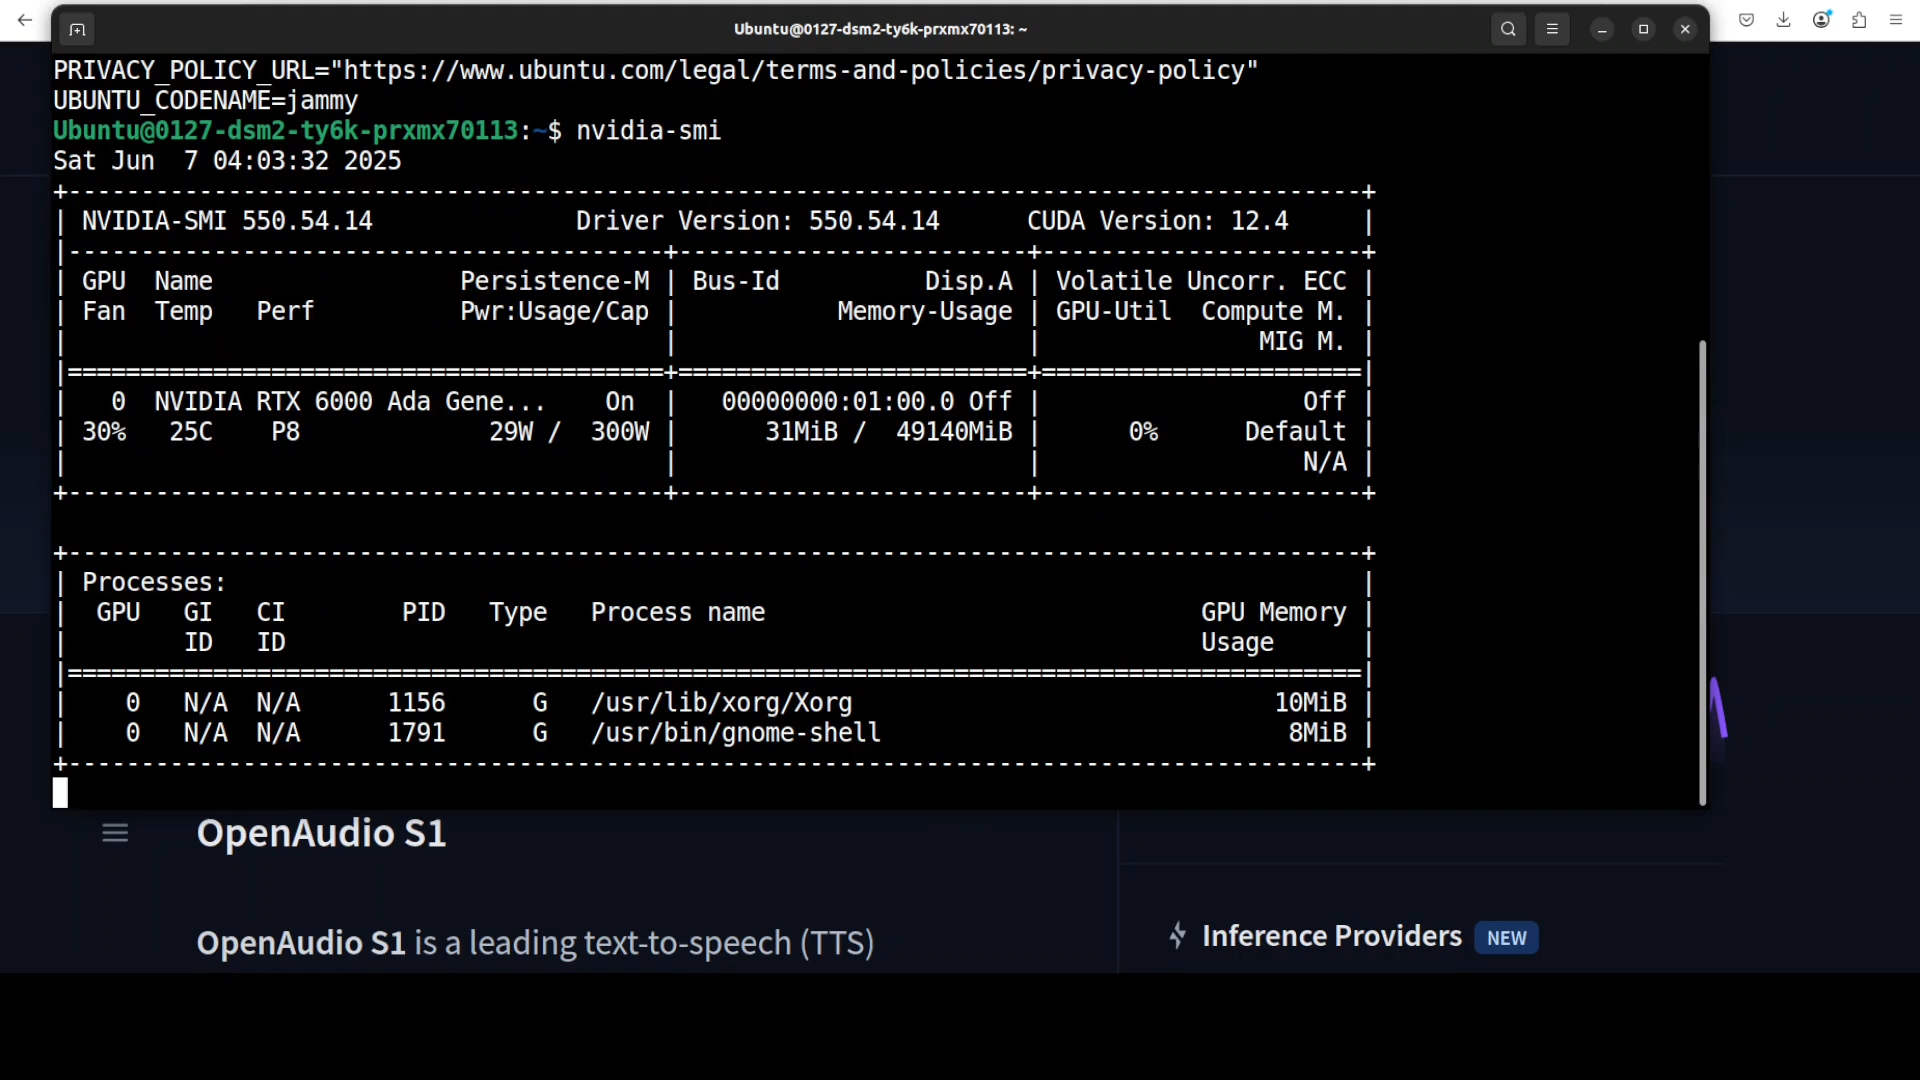 Ubuntu@0127-dsm2-ty6k-prxmx70113: ~
PRIVACY_POLICY_URL="https://www.ubuntu.com/legal/terms-and-policies/privacy-policy"
UBUNTU_CODENAME=jammy
Ubuntu@0127-dsm2-ty6k-prxmx70113:~$ nvidia-smi
Sat Jun  7 04:03:32 2025
+-----------------------------------------------------------------------------------------+
| NVIDIA-SMI 550.54.14              Driver Version: 550.54.14      CUDA Version: 12.4     |
|-----------------------------------------+------------------------+----------------------+
| GPU  Name                 Persistence-M | Bus-Id          Disp.A | Volatile Uncorr. ECC |
| Fan  Temp   Perf          Pwr:Usage/Cap |           Memory-Usage | GPU-Util  Compute M. |
|                                         |                        |               MIG M. |
|=========================================+========================+======================|
|   0  NVIDIA RTX 6000 Ada Gene...    On  |   00000000:01:00.0 Off |                  Off |
| 30%   25C    P8             29W /  300W |      31MiB /  49140MiB |      0%      Default |
|                                         |                        |                  N/A |
+-----------------------------------------+------------------------+----------------------+
+-----------------------------------------------------------------------------------------+
| Processes:                                                                              |
|  GPU   GI   CI        PID   Type   Process name                              GPU Memory |
|        ID   ID                                                               Usage      |
|=========================================================================================|
|    0   N/A  N/A      1156      G   /usr/lib/xorg/Xorg                             10MiB |
|    0   N/A  N/A      1791      G   /usr/bin/gnome-shell                            8MiB |
+-----------------------------------------------------------------------------------------+
OpenAudio S1
OpenAudio S1 is a leading text-to-speech (TTS)
Inference Providers NEW